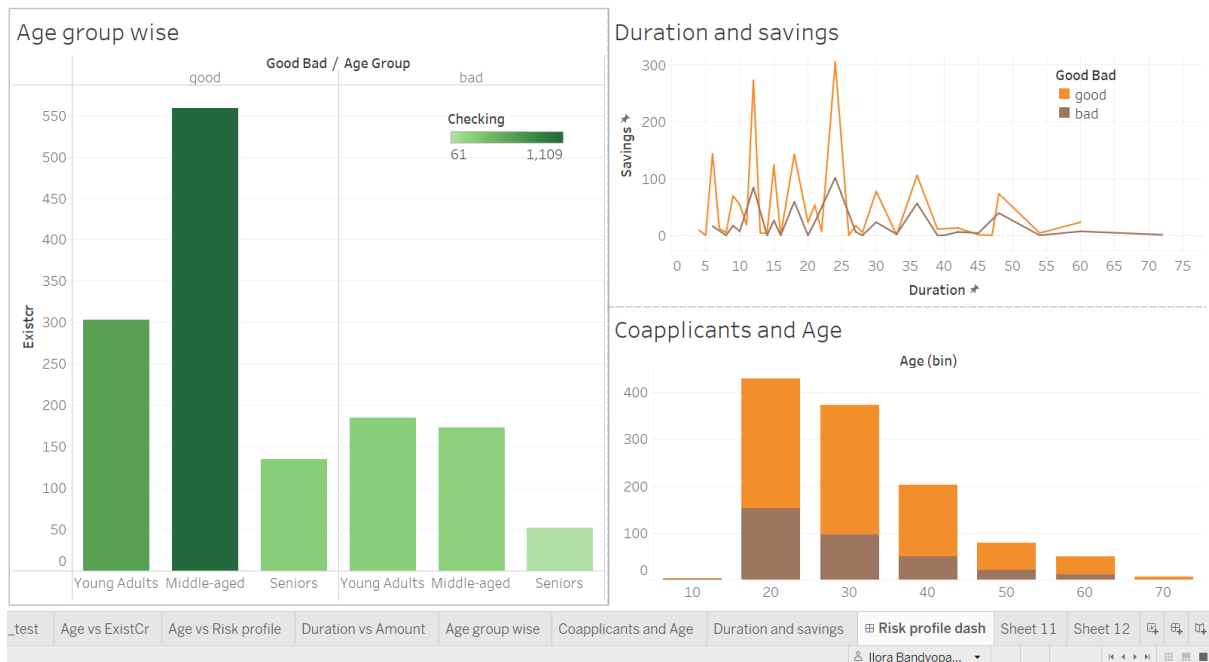 Age group wise
Good Bad / Age Group
good bad
Checking
61 1,109
Existcr
550
500
450
400
350
300
250
200
150
100
50
0
Young Adults Middle-aged Seniors Young Adults Middle-aged Seniors
Duration and savings
Good Bad
good
bad
Savings
300
200
100
0
0 5 10 15 20 25 30 35 40 45 50 55 60 65 70 75
Duration
Coapplicants and Age
Age (bin)
400
300
200
100
0
10 20 30 40 50 60 70
_test Age vs ExistCr Age vs Risk profile Duration vs Amount Age group wise Coapplicants and Age Duration and savings Risk profile dash Sheet 11 Sheet 12
Ilora Bandyopa...